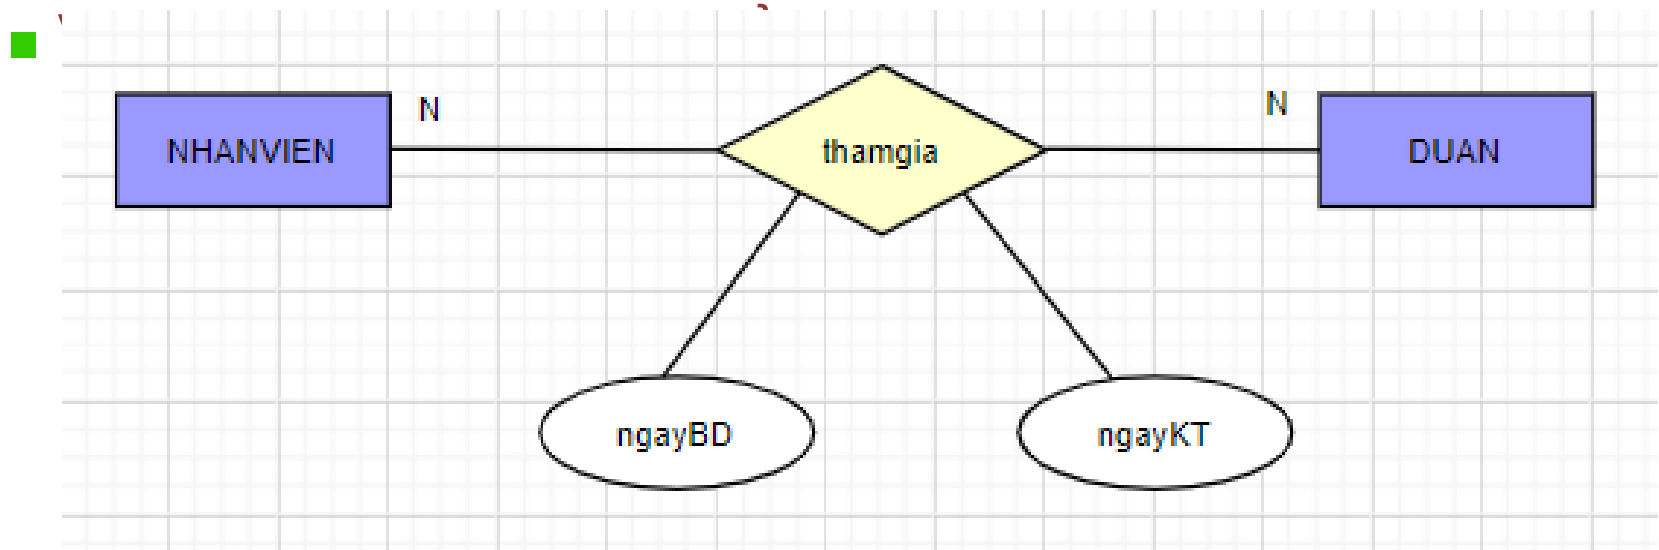 N
N
NHANVIEN
thamgia
DUAN
ngayBD
ngayKT